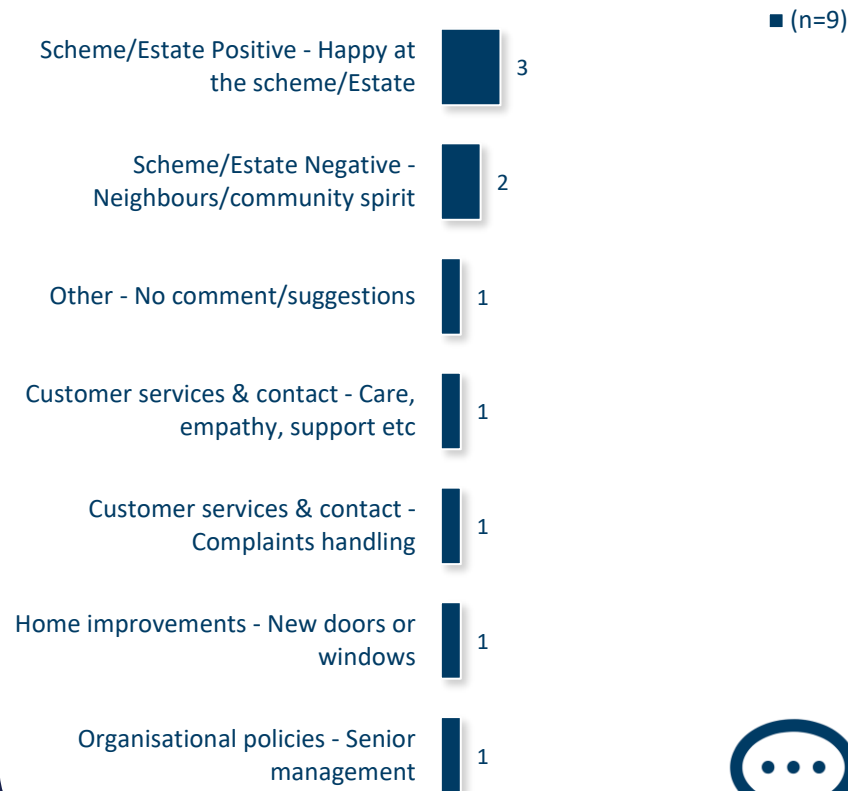 (n=9)
Scheme/Estate Positive - Happy at
the scheme/Estate
3
Scheme/Estate Negative -
Neighbours/community spirit
2
Other - No comment/suggestions
1
Customer services & contact - Care,
empathy, support etc
1
Customer services & contact -
Complaints handling
1
Home improvements - New doors or
windows
1
Organisational policies - Senior
management
1